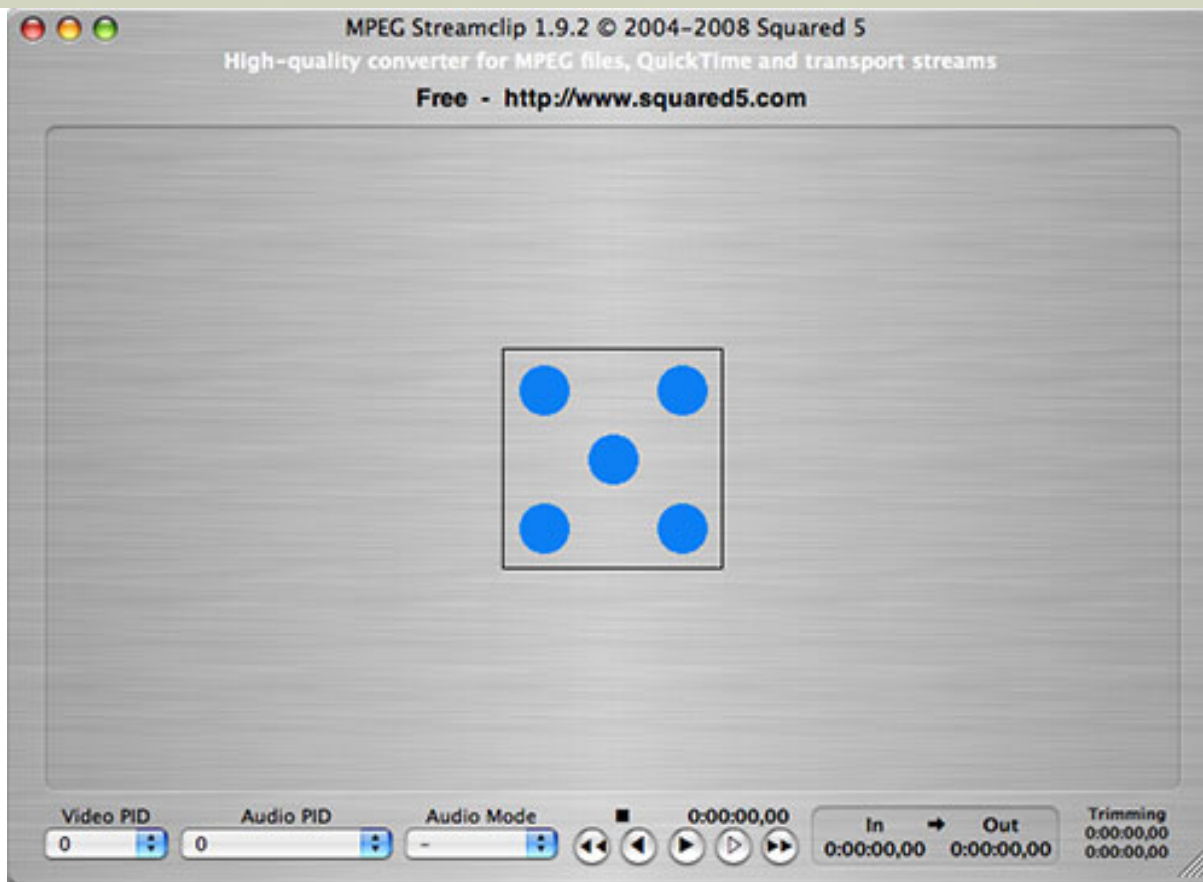 MPEG Streamclip 1.9.2 © 2004-2008 Squared 5
High-quality converter for MPEG files, QuickTime and transport streams
Free - http://www.squared5.com
Video PID
Audio PID
Audio Mode
0:00:00,00
In
Out
Trimming
0
0
-
0:00:00,00
0:00:00,00
0:00:00,00
0:00:00,00